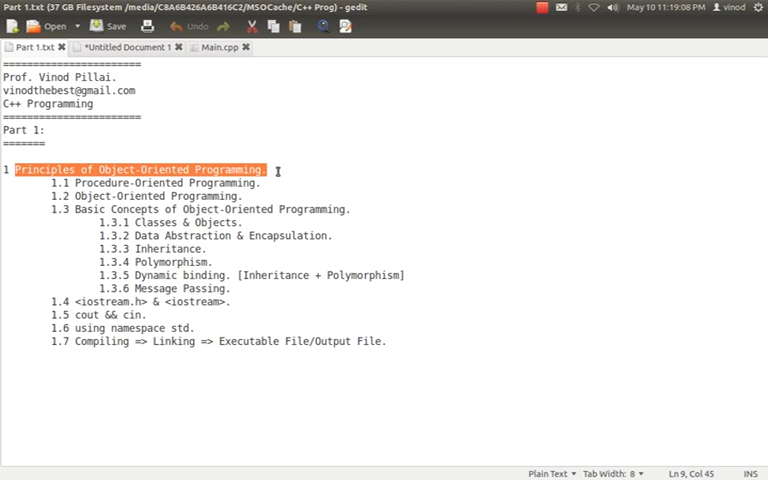 Part 1.txt (37 GB Filesystem /media/C8A6B426A6B416C2/MSOCache/C++ Prog) - gedit
May 10 11:19:08 PM vinod
Open Save Undo
Part 1.txt *Untitled Document 1 Main.cpp
=======================
Prof. Vinod Pillai.
vinodthebest@gmail.com
C++ Programming
=======================
Part 1:
=======
1 Principles of Object-Oriented Programming.
1.1 Procedure-Oriented Programming.
1.2 Object-Oriented Programming.
1.3 Basic Concepts of Object-Oriented Programming.
1.3.1 Classes & Objects.
1.3.2 Data Abstraction & Encapsulation.
1.3.3 Inheritance.
1.3.4 Polymorphism.
1.3.5 Dynamic binding. [Inheritance + Polymorphism]
1.3.6 Message Passing.
1.4 <iostream.h> & <iostream>.
1.5 cout && cin.
1.6 using namespace std.
1.7 Compiling => Linking => Executable File/Output File.
Plain Text Tab Width: 8 Ln 9, Col 45 INS